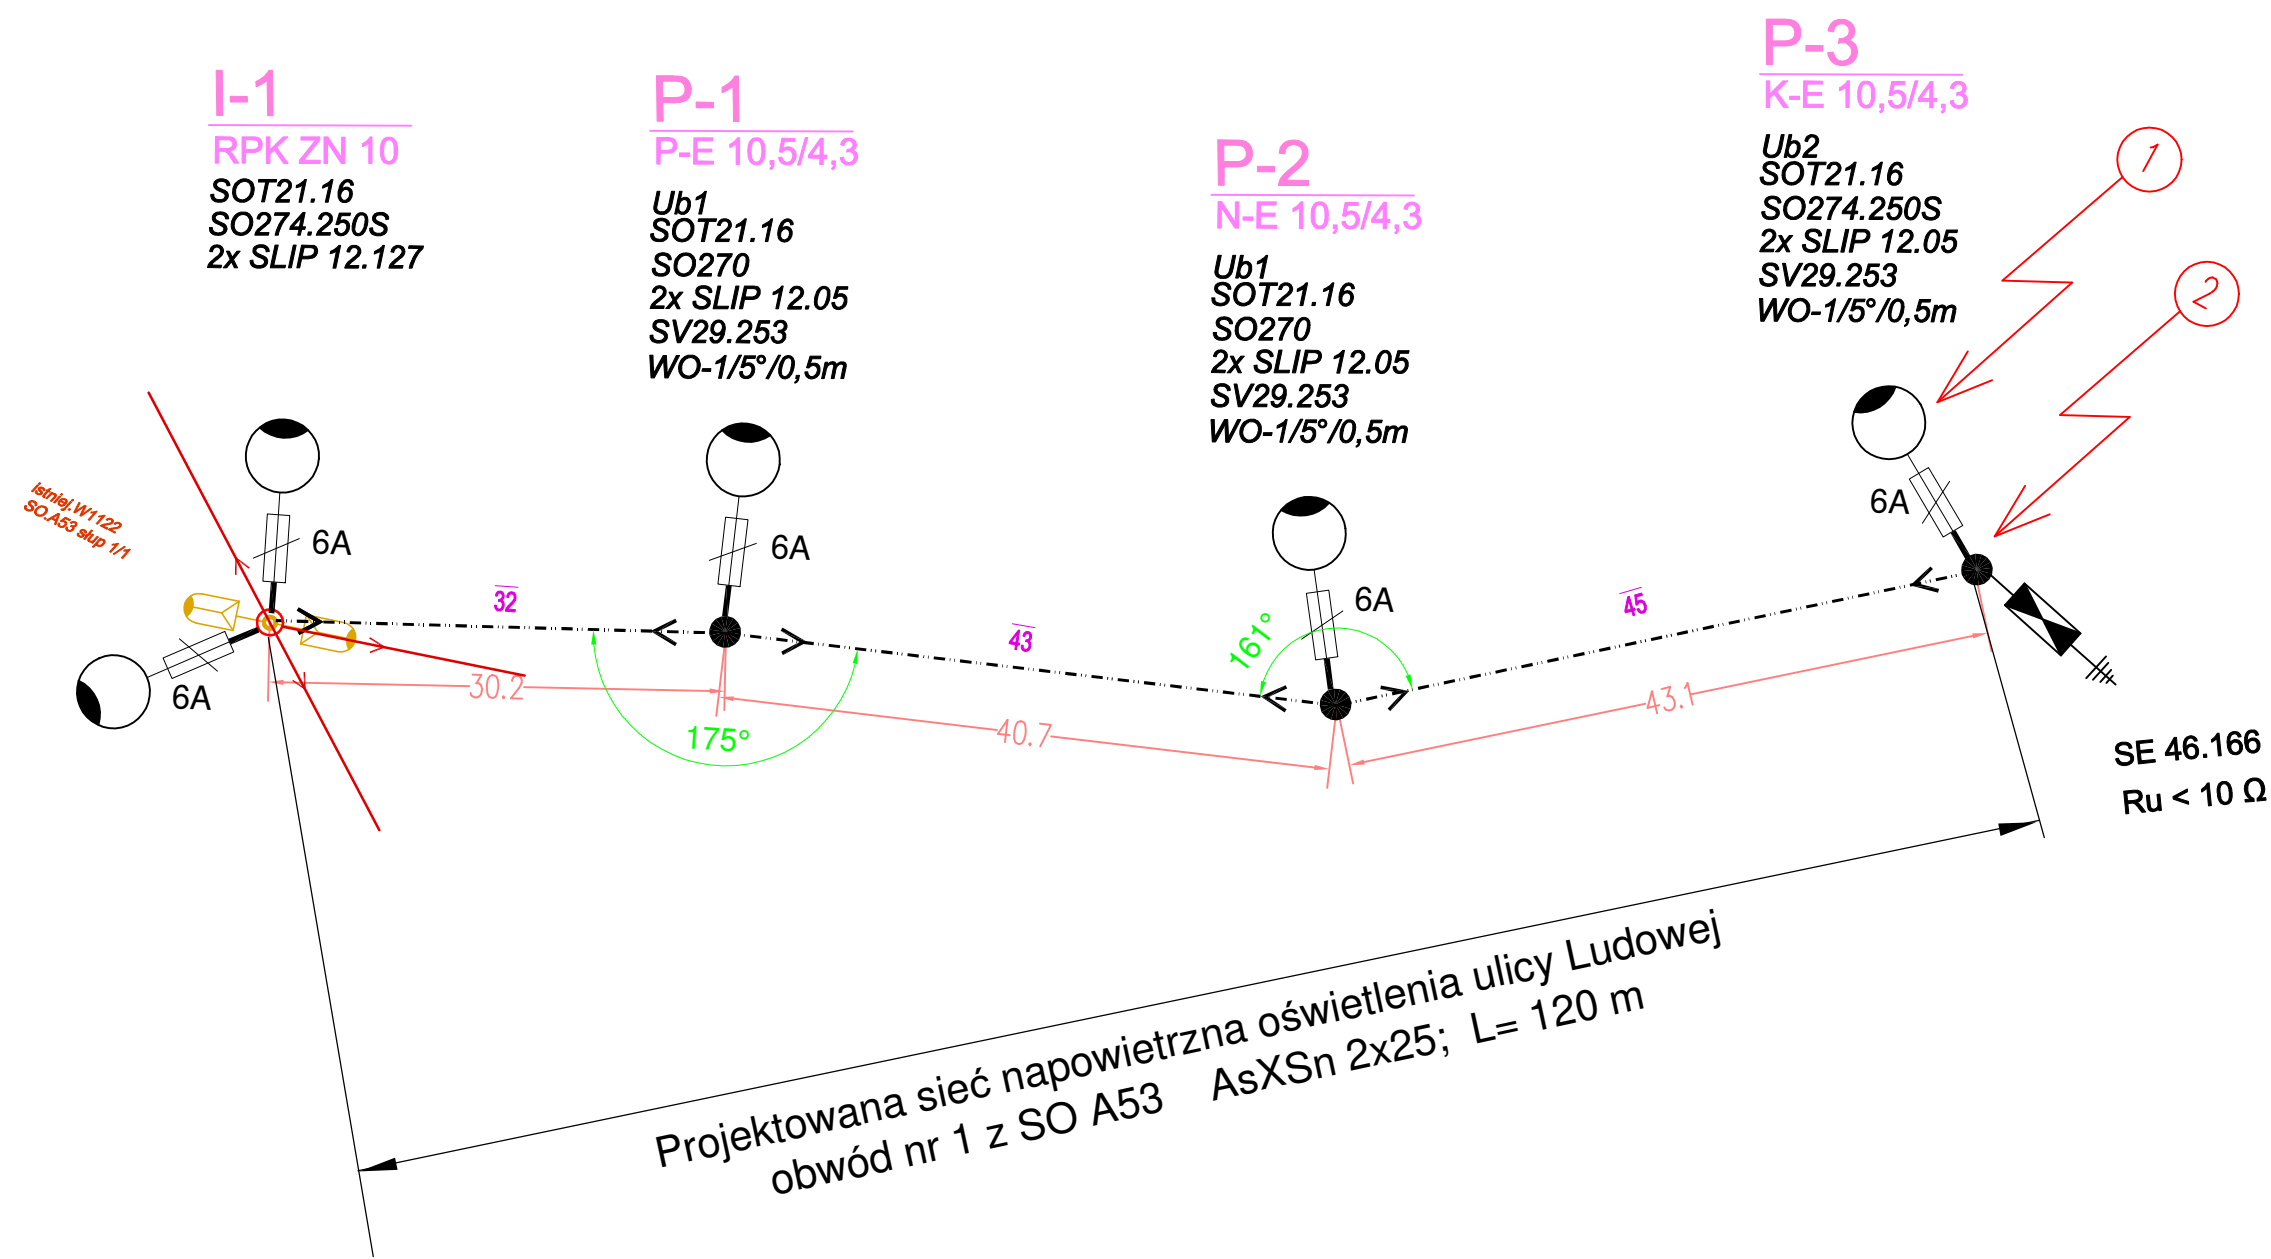 I-1
RPK ZN 10
SOT21.16
SO274.250S
2x SLIP 12.127
P-1
P-E 10,5/4,3
Ub1
SOT21.16
SO270
2x SLIP 12.05
SV29.253
WO-1/5°/0,5m
P-2
N-E 10,5/4,3
Ub1
SOT21.16
SO270
2x SLIP 12.05
SV29.253
WO-1/5°/0,5m
P-3
K-E 10,5/4,3
Ub2
SOT21.16
SO274.250S
2x SLIP 12.05
SV29.253
WO-1/5°/0,5m
1
2
istniej.W1122
SO.A53 słup 1/1
6A
6A
6A
6A
6A
32
43
45
161°
175°
30.2
40.7
43.1
SE 46.166
Ru < 10 Ω
Projektowana sieć napowietrzna oświetlenia ulicy Ludowej
obwód nr 1 z SO A53 AsXSn 2x25; L= 120 m